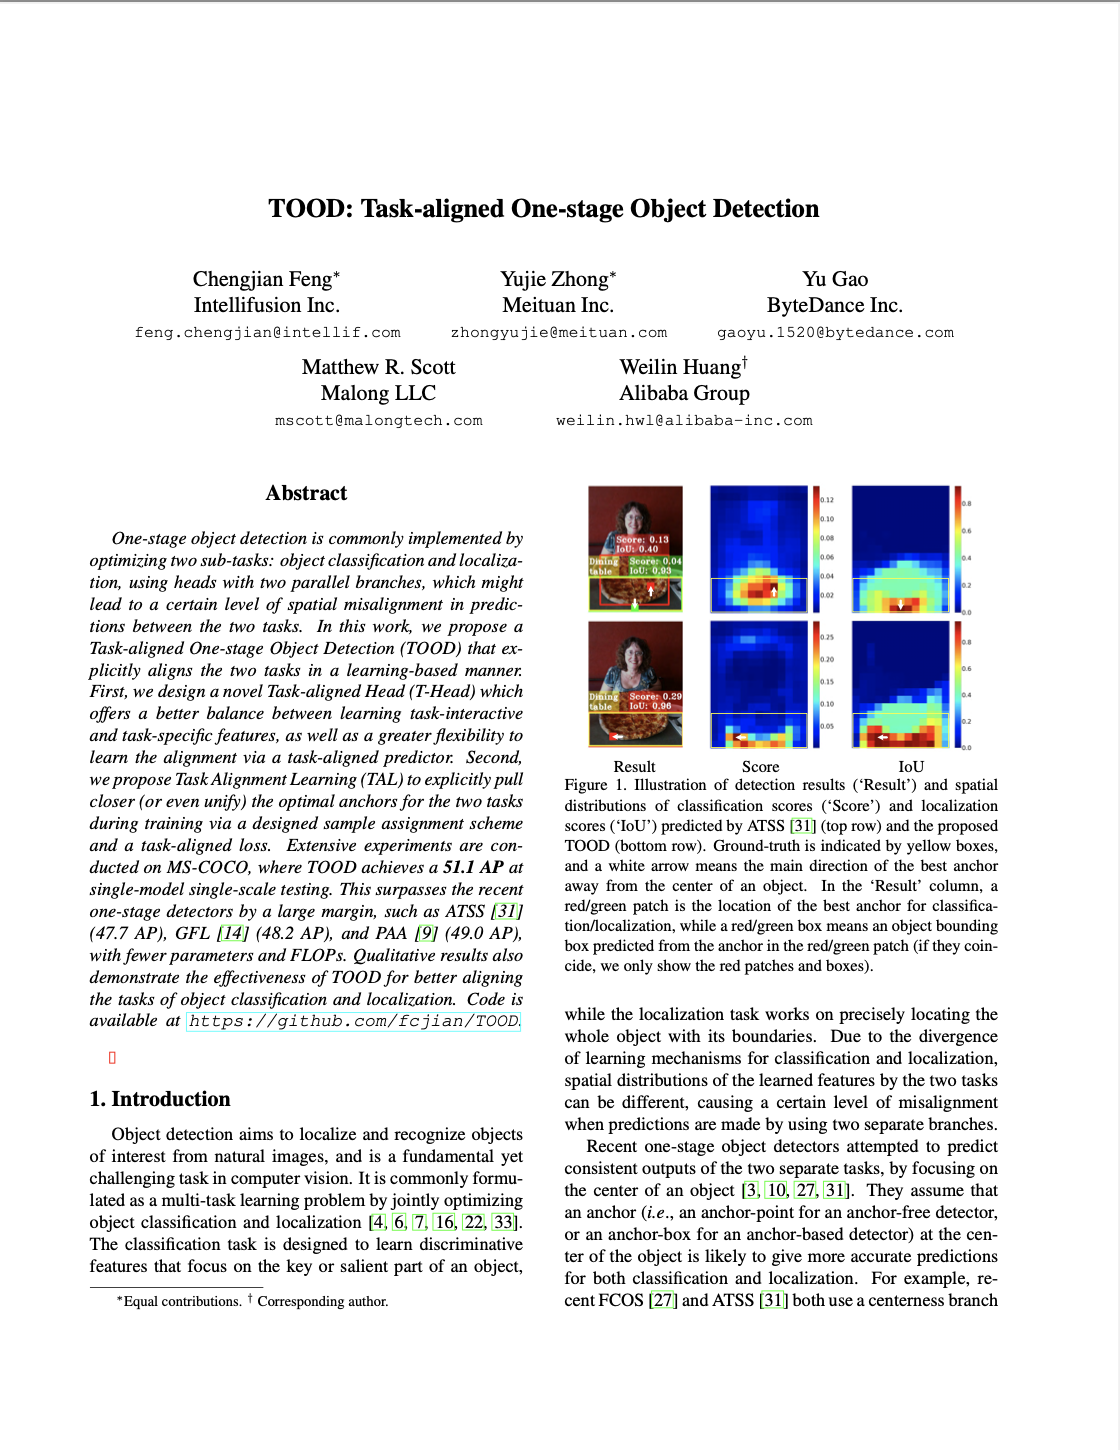 TOOD: Task-aligned One-stage Object Detection
Chengjian Feng*
Intellifusion Inc.
feng.chengjian@intellif.com
Yujie Zhong*
Meituan Inc.
zhongyujie@meituan.com
Yu Gao
ByteDance Inc.
gaoyu.1520@bytedance.com
Matthew R. Scott
Malong LLC
mscott@malongtech.com
Weilin Huang†
Alibaba Group
weilin.hwl@alibaba-inc.com
Abstract
One-stage object detection is commonly implemented by
optimizing two sub-tasks: object classification and localiza-
tion, using heads with two parallel branches, which might
lead to a certain level of spatial misalignment in predic-
tions between the two tasks. In this work, we propose a
Task-aligned One-stage Object Detection (TOOD) that ex-
plicitly aligns the two tasks in a learning-based manner.
First, we design a novel Task-aligned Head (T-Head) which
offers a better balance between learning task-interactive
and task-specific features, as well as a greater flexibility to
learn the alignment via a task-aligned predictor. Second,
we propose Task Alignment Learning (TAL) to explicitly pull
closer (or even unify) the optimal anchors for the two tasks
during training via a designed sample assignment scheme
and a task-aligned loss. Extensive experiments are con-
ducted on MS-COCO, where TOOD achieves a 51.1 AP at
single-model single-scale testing. This surpasses the recent
one-stage detectors by a large margin, such as ATSS [31]
(47.7 AP), GFL [14] (48.2 AP), and PAA [9] (49.0 AP),
with fewer parameters and FLOPs. Qualitative results also
demonstrate the effectiveness of TOOD for better aligning
the tasks of object classification and localization. Code is
available at https://github.com/fcjian/TOOD.
1. Introduction
Object detection aims to localize and recognize objects
of interest from natural images, and is a fundamental yet
challenging task in computer vision. It is commonly formu-
lated as a multi-task learning problem by jointly optimizing
object classification and localization [4, 6, 7, 16, 22, 33].
The classification task is designed to learn discriminative
features that focus on the key or salient part of an object,
*Equal contributions. † Corresponding author.
Score: 0.13
IoU: 0.40
Dining table
Score: 0.04
IoU: 0.93
0.12
0.10
0.08
0.06
0.04
0.02
0.8
0.6
0.4
0.2
0.0
Dining table
Score: 0.29
IoU: 0.96
0.25
0.20
0.15
0.10
0.05
0.8
0.6
0.4
0.2
0.0
Result Score IoU
Figure 1. Illustration of detection results (‘Result’) and spatial
distributions of classification scores (‘Score’) and localization
scores (‘IoU’) predicted by ATSS [31] (top row) and the proposed
TOOD (bottom row). Ground-truth is indicated by yellow boxes,
and a white arrow means the main direction of the best anchor
away from the center of an object. In the ‘Result’ column, a
red/green patch is the location of the best anchor for classifica-
tion/localization, while a red/green box means an object bounding
box predicted from the anchor in the red/green patch (if they coin-
cide, we only show the red patches and boxes).
while the localization task works on precisely locating the
whole object with its boundaries. Due to the divergence
of learning mechanisms for classification and localization,
spatial distributions of the learned features by the two tasks
can be different, causing a certain level of misalignment
when predictions are made by using two separate branches.
Recent one-stage object detectors attempted to predict
consistent outputs of the two separate tasks, by focusing on
the center of an object [3, 10, 27, 31]. They assume that
an anchor (i.e., an anchor-point for an anchor-free detector,
or an anchor-box for an anchor-based detector) at the cen-
ter of the object is likely to give more accurate predictions
for both classification and localization. For example, re-
cent FCOS [27] and ATSS [31] both use a centerness branch